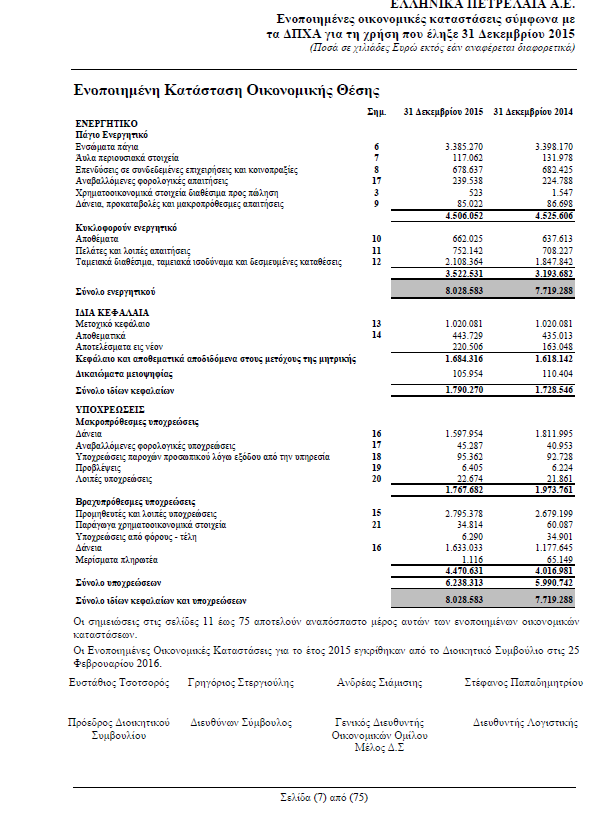 ΕΛΛΗΝΙΚΑ ΠΕΤΡΕΛΑΙΑ Α.Ε.
Ενοποιημένες οικονομικές καταστάσεις σύμφωνα με
τα ΔΠΧΑ για τη χρήση που έληξε 31 Δεκεμβρίου 2015
(Ποσά σε χιλιάδες Ευρώ εκτός εάν αναφέρεται διαφορετικά)
Ενοποιημένη Κατάσταση Οικονομικής Θέσης
Σημ. 31 Δεκεμβρίου 2015 31 Δεκεμβρίου 2014
ΕΝΕΡΓΗΤΙΚΟ
Πάγιο Ενεργητικό
Ενσώματα πάγια 6 3.385.270 3.398.170
Άυλα περιουσιακά στοιχεία 7 117.062 131.978
Επενδύσεις σε συνδεδεμένες επιχειρήσεις και κοινοπραξίες 8 678.637 682.425
Αναβαλλόμενες φορολογικές απαιτήσεις 17 239.538 224.788
Χρηματοοικονομικά στοιχεία διαθέσιμα προς πώληση 3 523 1.547
Δάνεια, προκαταβολές και μακροπρόθεσμες απαιτήσεις 9 85.022 86.698
4.506.052 4.525.606
Κυκλοφορούν ενεργητικό
Αποθέματα 10 662.025 637.613
Πελάτες και λοιπές απαιτήσεις 11 752.142 708.227
Ταμειακά διαθέσιμα, ταμειακά ισοδύναμα και δεσμευμένες καταθέσεις 12 2.108.364 1.847.842
3.522.531 3.193.682
Σύνολο ενεργητικού 8.028.583 7.719.288
ΙΔΙΑ ΚΕΦΑΛΑΙΑ
Μετοχικό κεφάλαιο 13 1.020.081 1.020.081
Αποθεματικά 14 443.729 435.013
Αποτελέσματα εις νέον 220.506 163.048
Κεφάλαιο και αποθεματικά αποδιδόμενα στους μετόχους της μητρικής 1.684.316 1.618.142
Δικαιώματα μειοψηφίας 105.954 110.404
Σύνολο ιδίων κεφαλαίων 1.790.270 1.728.546
ΥΠΟΧΡΕΩΣΕΙΣ
Μακροπρόθεσμες υποχρεώσεις
Δάνεια 16 1.597.954 1.811.995
Αναβαλλόμενες φορολογικές υποχρεώσεις 17 45.287 40.953
Υποχρεώσεις παροχών προσωπικού λόγω εξόδου από την υπηρεσία 18 95.362 92.728
Προβλέψεις 19 6.405 6.224
Λοιπές υποχρεώσεις 20 22.674 21.861
1.767.682 1.973.761
Βραχυπρόθεσμες υποχρεώσεις
Προμηθευτές και λοιπές υποχρεώσεις 15 2.795.378 2.679.199
Παράγωγα χρηματοοικονομικά στοιχεία 21 34.814 60.087
Υποχρεώσεις από φόρους - τέλη 6.290 34.901
Δάνεια 16 1.633.033 1.177.645
Μερίσματα πληρωτέα 1.116 65.149
4.470.631 4.016.981
Σύνολο υποχρεώσεων 6.238.313 5.990.742
Σύνολο ιδίων κεφαλαίων και υποχρεώσεων 8.028.583 7.719.288
Οι σημειώσεις στις σελίδες 11 έως 75 αποτελούν αναπόσπαστο μέρος αυτών των ενοποιημένων οικονομικών
καταστάσεων.
Οι Ενοποιημένες Οικονομικές Καταστάσεις για το έτος 2015 εγκρίθηκαν από το Διοικητικό Συμβούλιο στις 25
Φεβρουαρίου 2016.
Ευστάθιος Τσοτσορός Γρηγόριος Στεργιούλης Ανδρέας Σιάμισιης Στέφανος Παπαδημητρίου
Πρόεδρος Διοικητικού Διευθύνων Σύμβουλος Γενικός Διευθυντής Διευθυντής Λογιστικής
Συμβουλίου Οικονομικών Ομίλου
Μέλος Δ.Σ
Σελίδα (7) από (75)